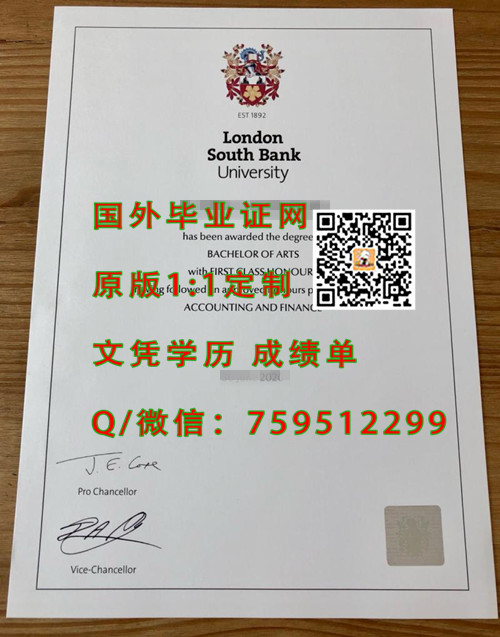 EST 1892
London
South Bank
University
国外毕业证网
has been awarded the degree
BACHELOR OF ARTS
with FIRST CLASS HONOUR
原版1:1定制
ACCOUNTING AND FINANCE
文凭学历 成绩单
Q/微信：759512299
J. E. Cope
Pro Chancellor
Vice-Chancellor